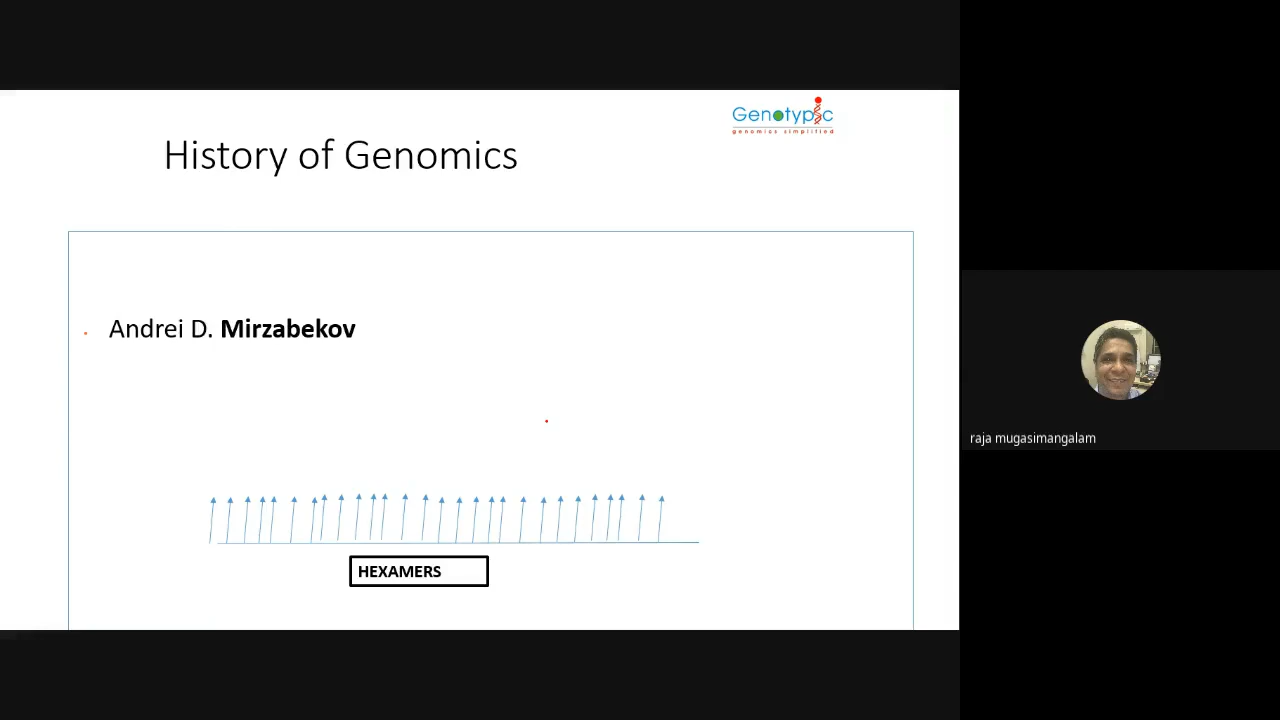 Genotypic
genomics simplified
History of Genomics
Andrei D. Mirzabekov
HEXAMERS
raja mugasimangalam